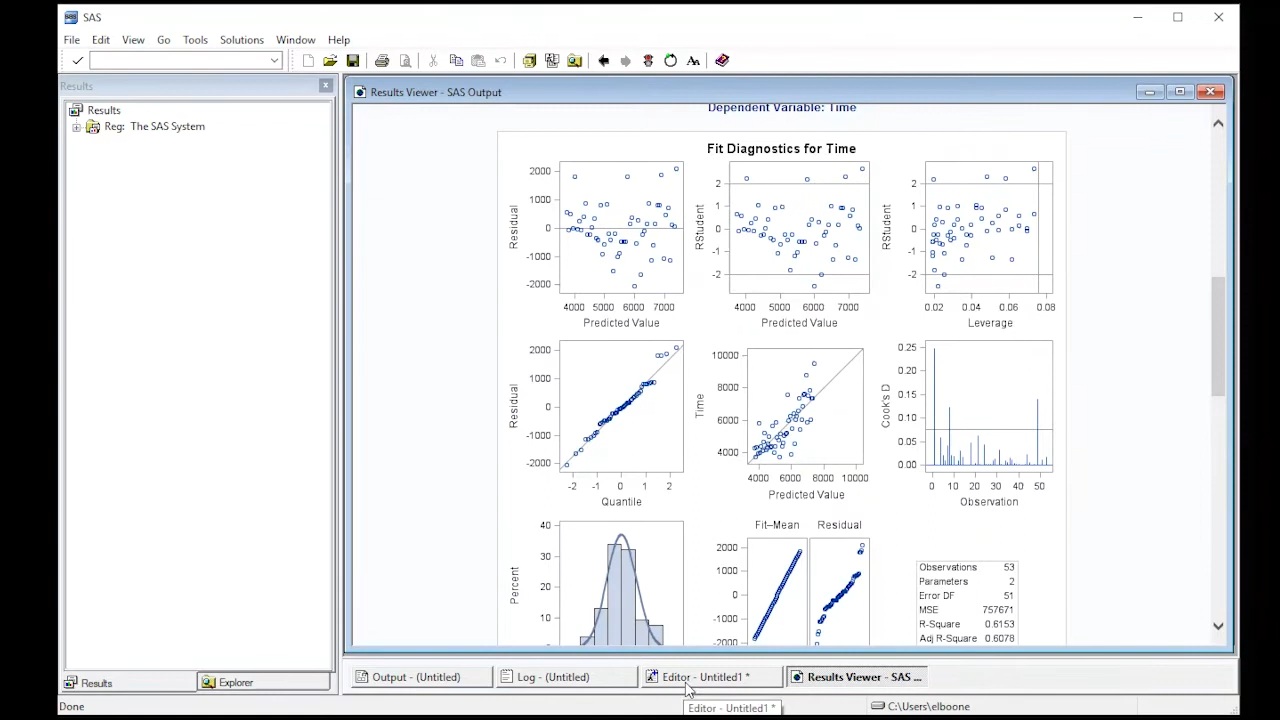 SAS
File Edit View Go Tools Solutions Window Help
Results
Results Viewer - SAS Output
Results
Reg: The SAS System
Dependent Variable: Time
Fit Diagnostics for Time
2000
1000
0
-1000
-2000
Residual
4000 5000 6000 7000
Predicted Value
2
1
0
-1
-2
RStudent
4000 5000 6000 7000
Predicted Value
2
1
0
-1
-2
RStudent
0.02 0.04 0.06 0.08
Leverage
2000
1000
0
-1000
-2000
Residual
-2 -1 0 1 2
Quantile
10000
8000
6000
4000
Time
4000 6000 8000 10000
Predicted Value
0.25
0.20
0.15
0.10
0.05
0.00
Cook's D
0 10 20 30 40 50
Observation
40
30
20
10
Percent
Fit–Mean Residual
2000
1000
0
-1000
-2000
Observations 53
Parameters 2
Error DF 51
MSE 757671
R-Square 0.6153
Adj R-Square 0.6078
Results Explorer
Output - (Untitled) Log - (Untitled) Editor - Untitled1 * Results Viewer - SAS ...
Done
Editor - Untitled1 *
C:\Users\elboone